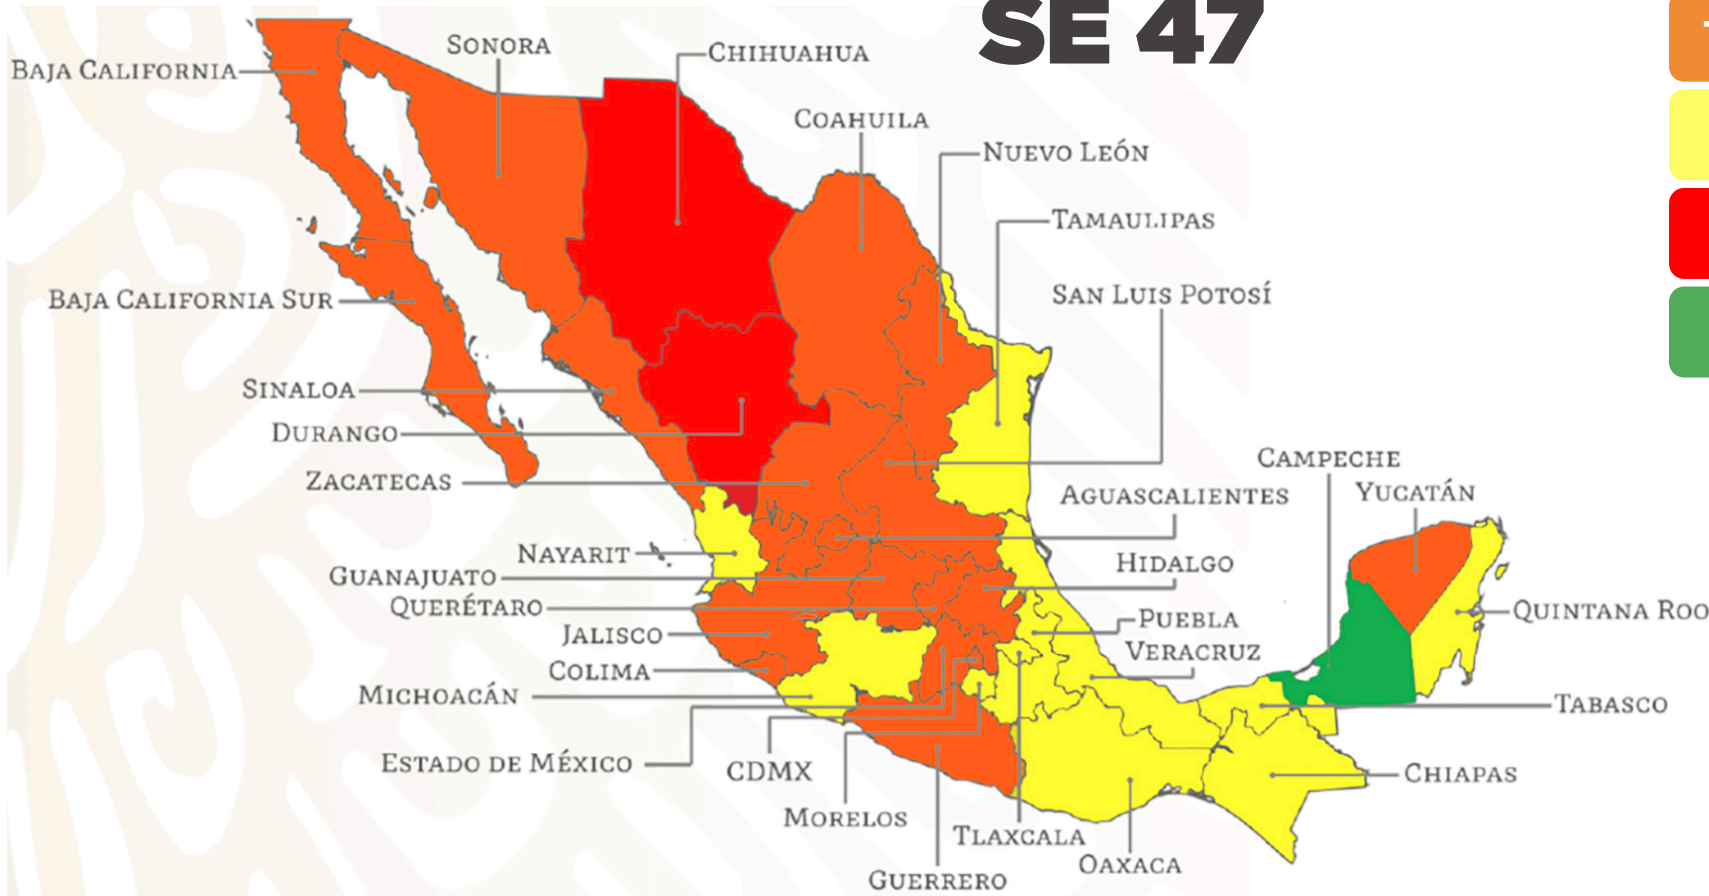 SE 47
SONORA
CHIHUAHUA
BAJA CALIFORNIA
COAHUILA
NUEVO LEÓN
TAMAULIPAS
SAN LUIS POTOSÍ
BAJA CALIFORNIA SUR
SINALOA
DURANGO
CAMPECHE
ZACATECAS
YUCATÁN
AGUASCALIENTES
NAYARIT
HIDALGO
GUANAJUATO
QUERÉTARO
QUINTANA ROO
PUEBLA
JALISCO
VERACRUZ
COLIMA
MICHOACÁN
TABASCO
ESTADO DE MÉXICO
CDMX
CHIAPAS
MORELOS
TLAXCALA
OAXACA
GUERRERO